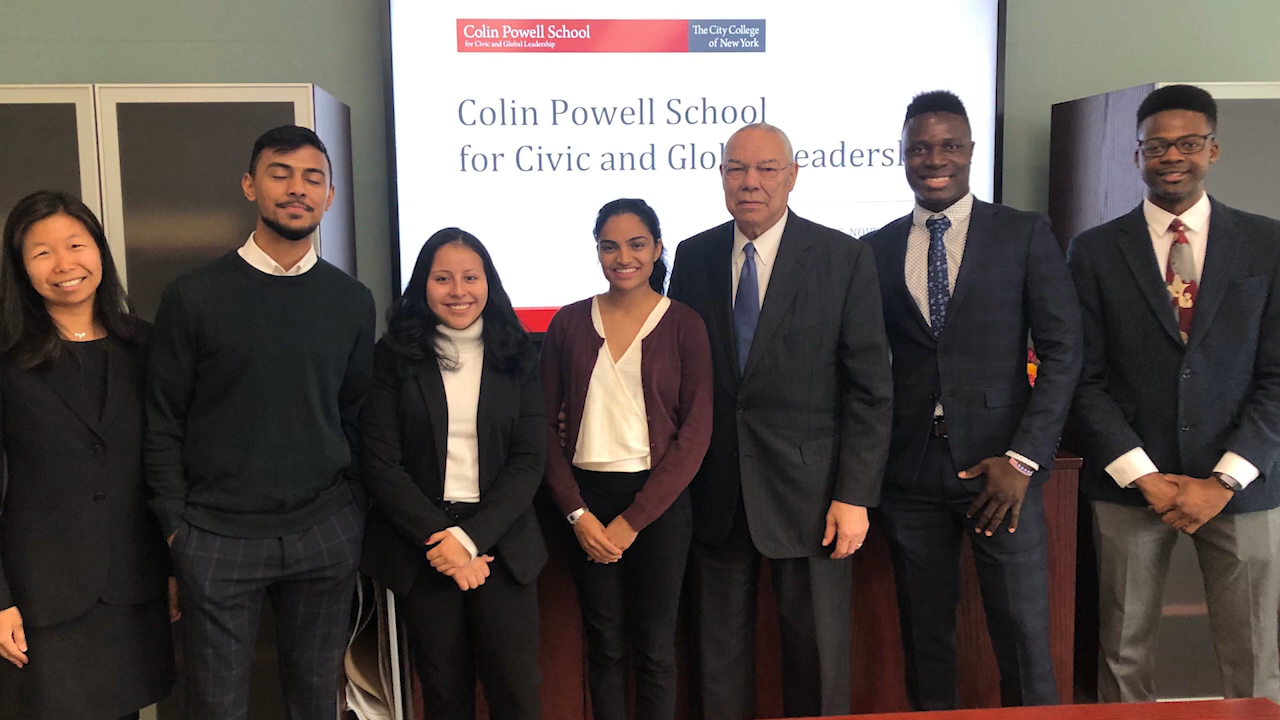 Colin Powell School
for Civic and Global Leadership
The City College
of New York
Colin Powell School
for Civic and Glob eadersh